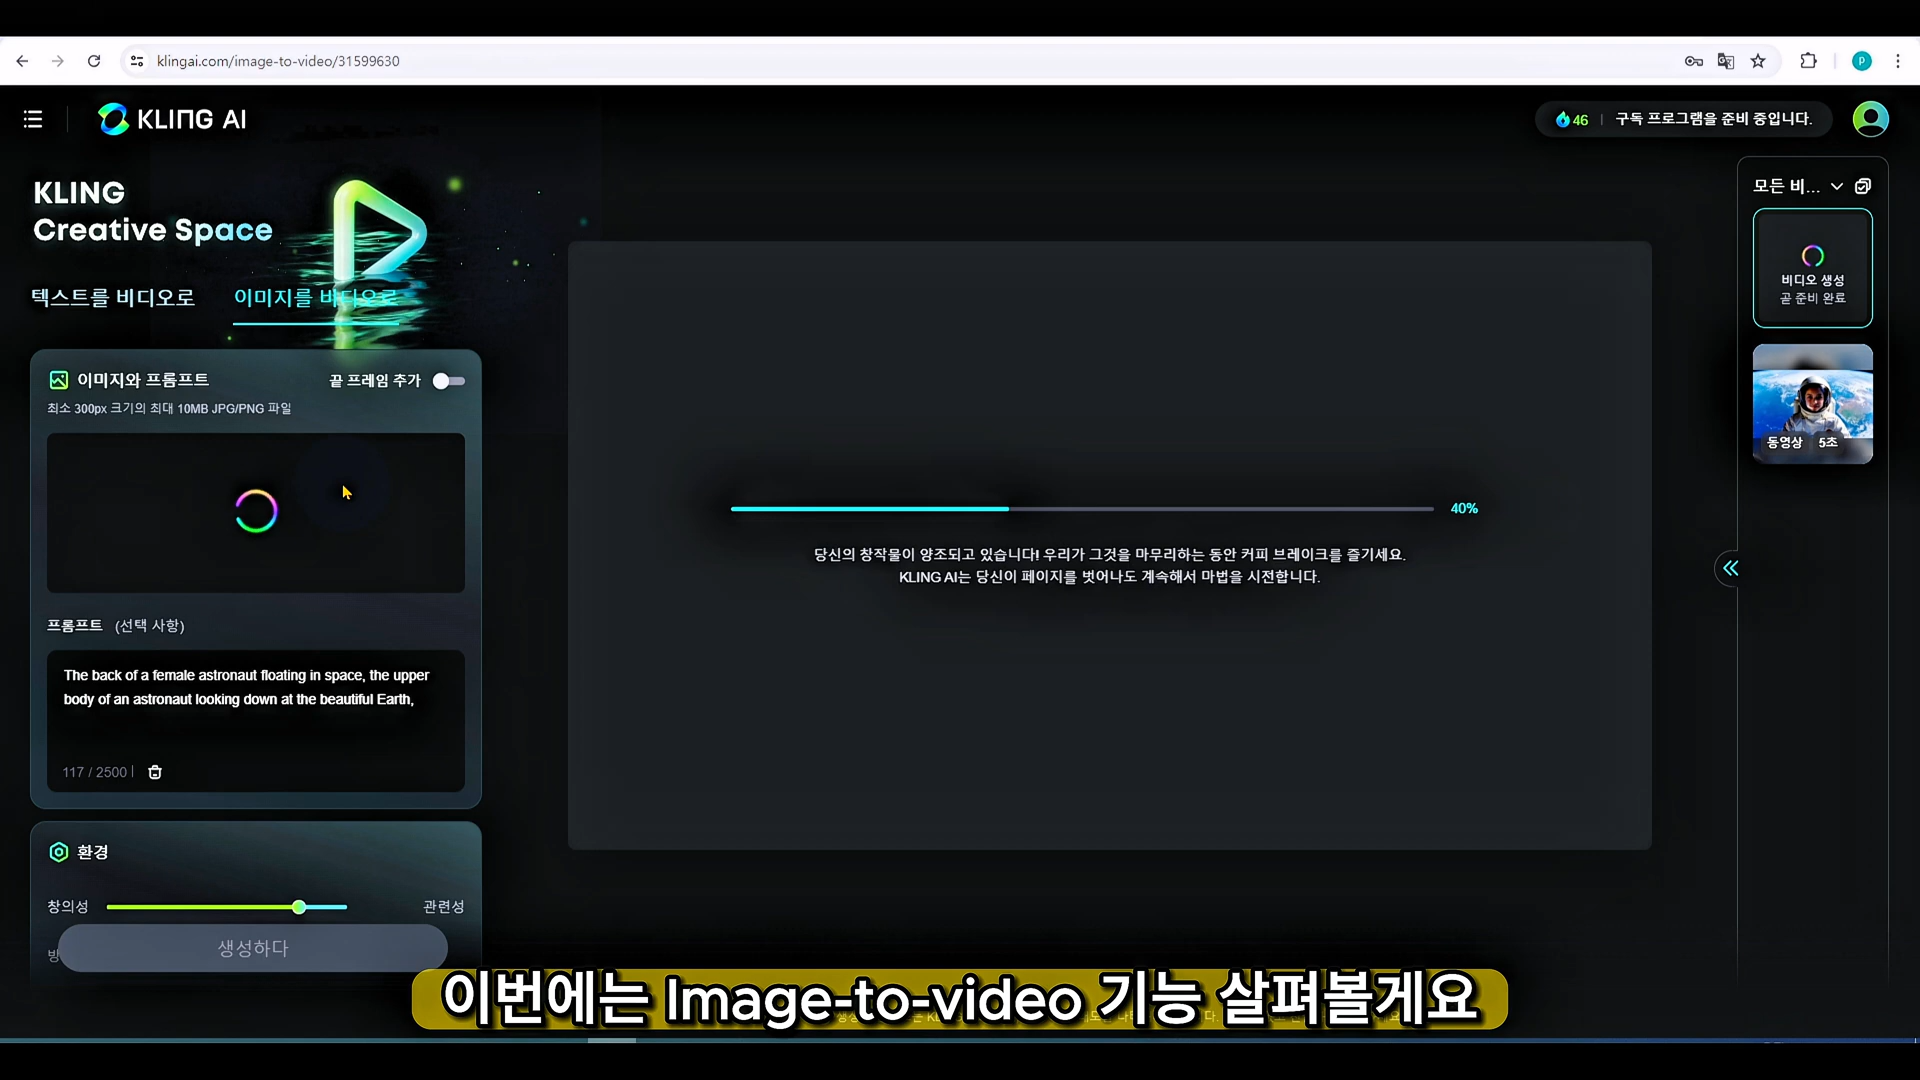 klingai.com/image-to-video/31599630
P
KLING AI
46
구독 프로그램을 준비 중입니다.
KLING
Creative Space
텍스트를 비디오로
이미지를 비디오로
모든 비...
비디오 생성
곧 준비 완료
동영상 5초
이미지와 프롬프트
끝 프레임 추가
최소 300px 크기의 최대 10MB JPG/PNG 파일
40%
당신의 창작물이 양조되고 있습니다! 우리가 그것을 마무리하는 동안 커피 브레이크를 즐기세요.
KLING AI는 당신이 페이지를 벗어나도 계속해서 마법을 시전합니다.
프롬프트 (선택 사항)
The back of a female astronaut floating in space, the upper
body of an astronaut looking down at the beautiful Earth,
117 / 2500
환경
창의성
관련성
생성하다
이번에는 Image-to-video 기능 살펴볼게요